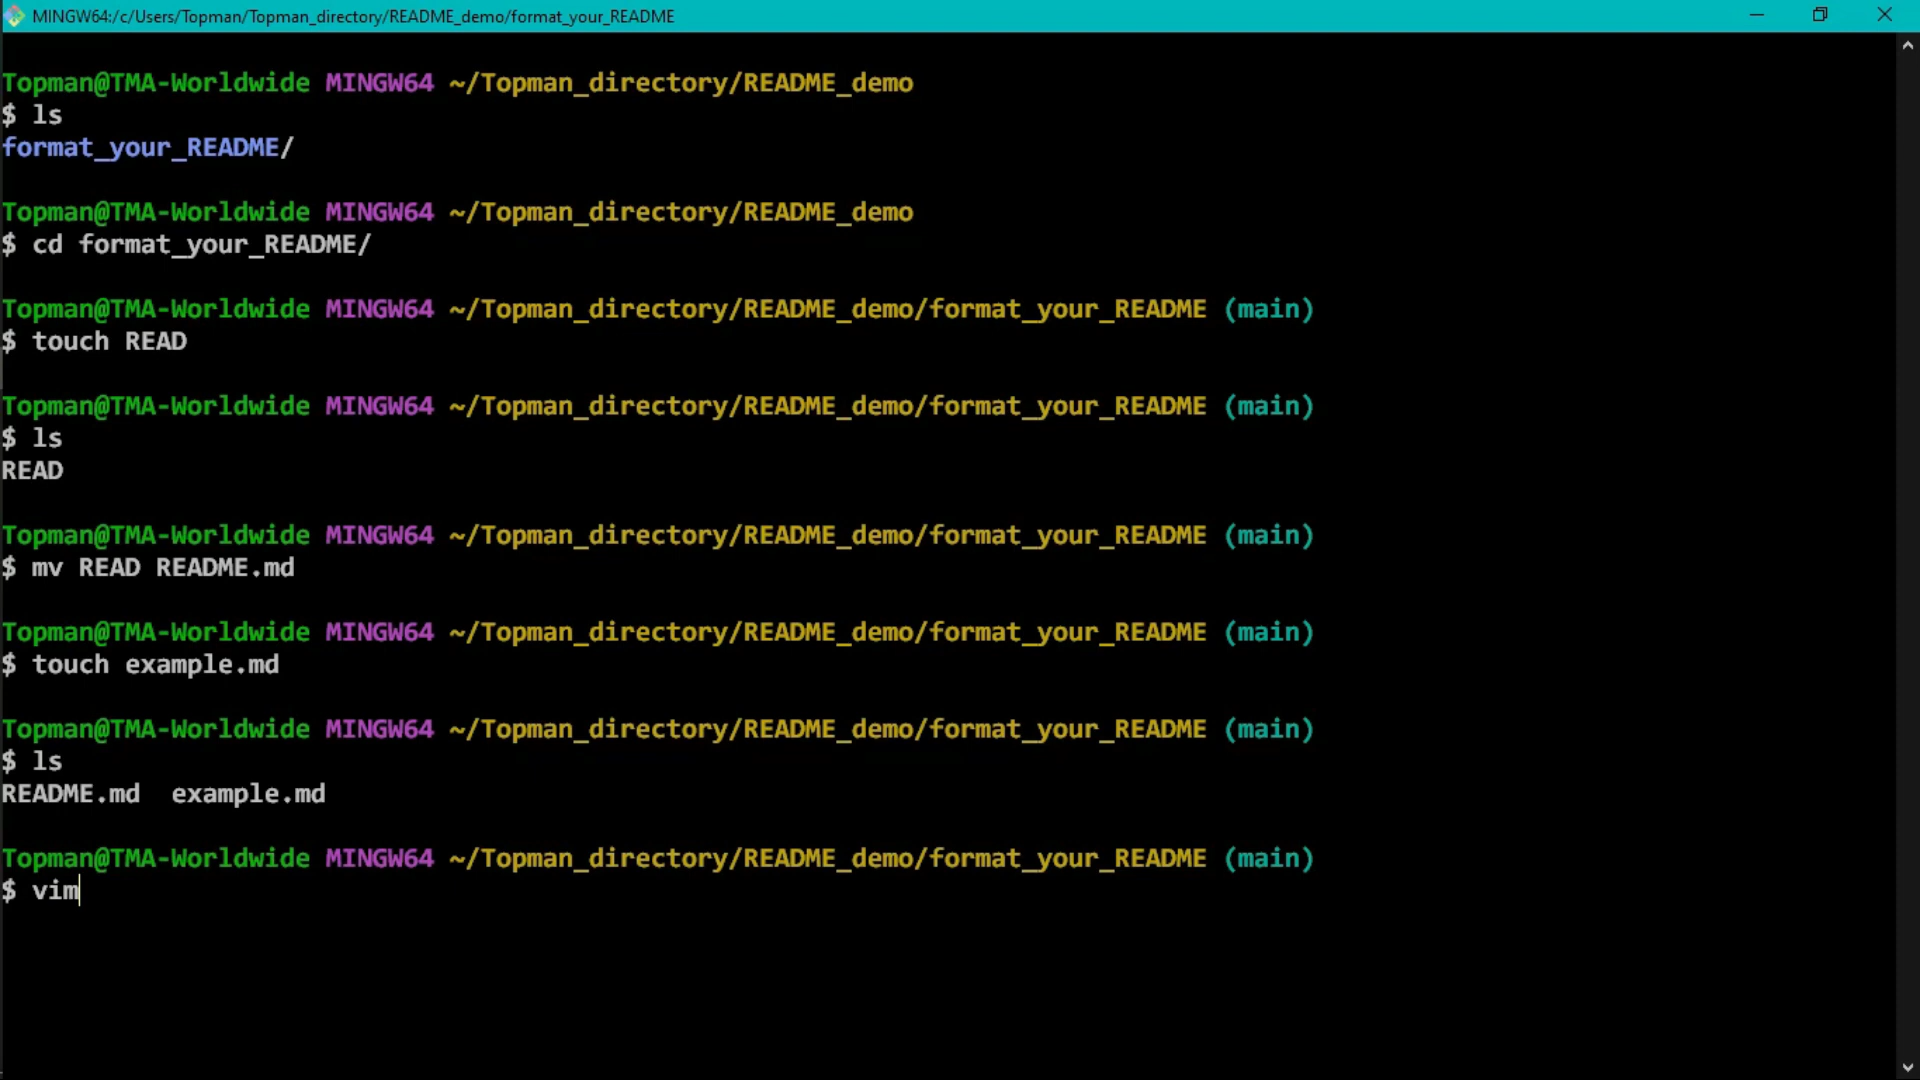 MINGW64:/c/Users/Topman/Topman_directory/README_demo/format_your_README
Topman@TMA-Worldwide MINGW64 ~/Topman_directory/README_demo
$ ls
format_your_README/
Topman@TMA-Worldwide MINGW64 ~/Topman_directory/README_demo
$ cd format_your_README/
Topman@TMA-Worldwide MINGW64 ~/Topman_directory/README_demo/format_your_README (main)
$ touch READ
Topman@TMA-Worldwide MINGW64 ~/Topman_directory/README_demo/format_your_README (main)
$ ls
READ
Topman@TMA-Worldwide MINGW64 ~/Topman_directory/README_demo/format_your_README (main)
$ mv READ README.md
Topman@TMA-Worldwide MINGW64 ~/Topman_directory/README_demo/format_your_README (main)
$ touch example.md
Topman@TMA-Worldwide MINGW64 ~/Topman_directory/README_demo/format_your_README (main)
$ ls
README.md  example.md
Topman@TMA-Worldwide MINGW64 ~/Topman_directory/README_demo/format_your_README (main)
$ vim